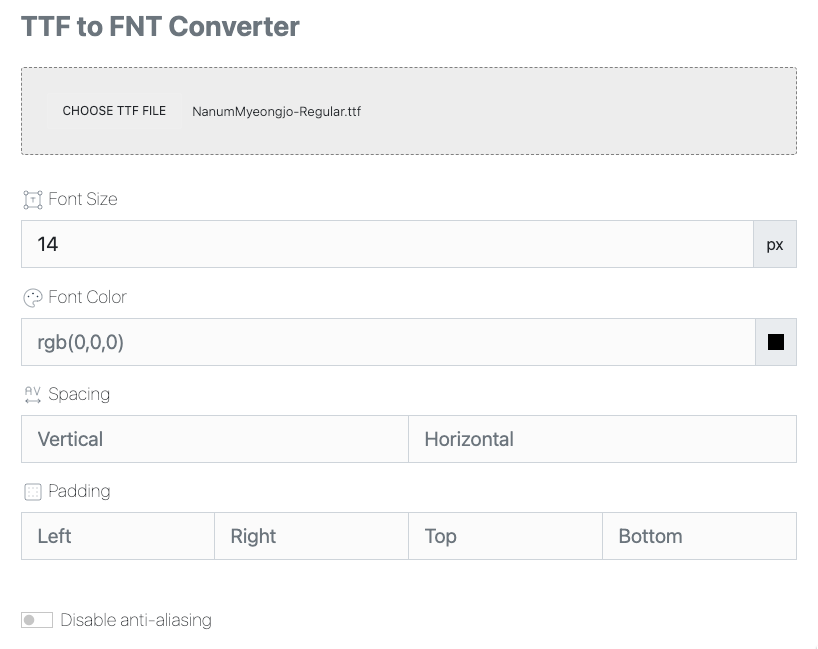 TTF to FNT Converter
CHOOSE TTF FILE NanumMyeongjo-Regular.ttf
Font Size
14 px
Font Color
rgb(0,0,0)
AV Spacing
Vertical Horizontal
Padding
Left Right Top Bottom
Disable anti-aliasing